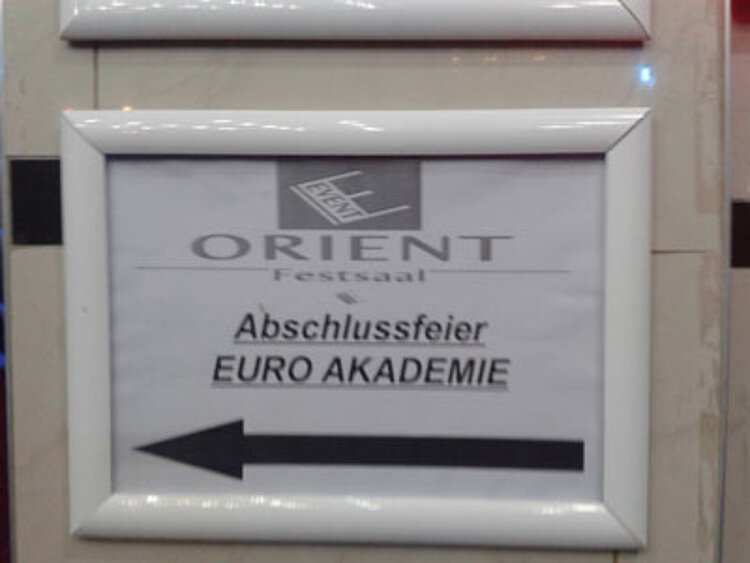 EVENT
ORIENT
Festsaal
Abschlussfeier
EURO AKADEMIE